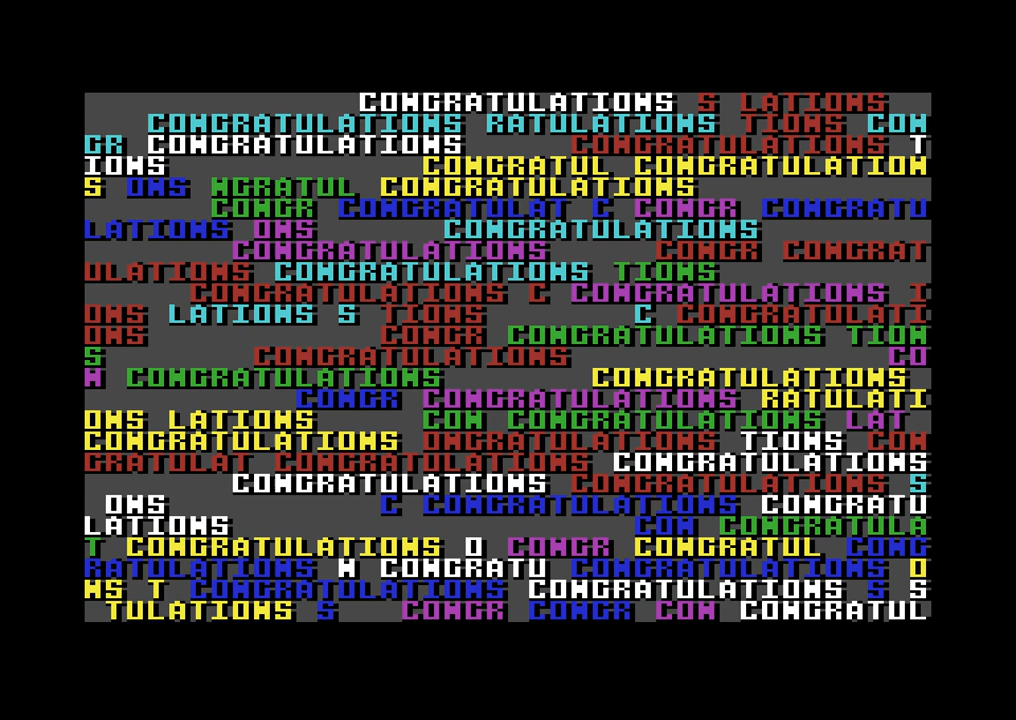 CONGRATULATIONS S LATIONS
CONGRATULATIONS RATULATIONS TIONS CON
GR CONGRATULATIONS CONGRATULATIONS T
IONS CONGRATUL CONGRATULATION
S ONS NGRATUL CONGRATULATIONS
CONGR CONGRATULAT C CONGR CONGRATU
LATIONS ONS CONGRATULATIONS
CONGRATULATIONS CONGR CONGRAT
ULATIONS CONGRATULATIONS TIONS
CONGRATULATIONS C CONGRATULATIONS I
ONS LATIONS S TIONS C CONGRATULATI
ONS CONGR CONGRATULATIONS TION
S CONGRATULATIONS CO
N CONGRATULATIONS CONGRATULATIONS
CONGR CONGRATULATIONS RATULATI
ONS LATIONS CON CONGRATULATIONS LAT
CONGRATULATIONS ONGRATULATIONS TIONS CON
GRATULAT CONGRATULATIONS CONGRATULATIONS
CONGRATULATIONS CONGRATULATIONS S
ONS C CONGRATULATIONS CONGRATU
LATIONS CON CONGRATULA
T CONGRATULATIONS O CONGR CONGRATUL CONG
RATULATIONS N CONGRATU CONGRATULATIONS O
NS T CONGRATULATIONS CONGRATULATIONS S S
TULATIONS S CONGR CONGR CON CONGRATUL